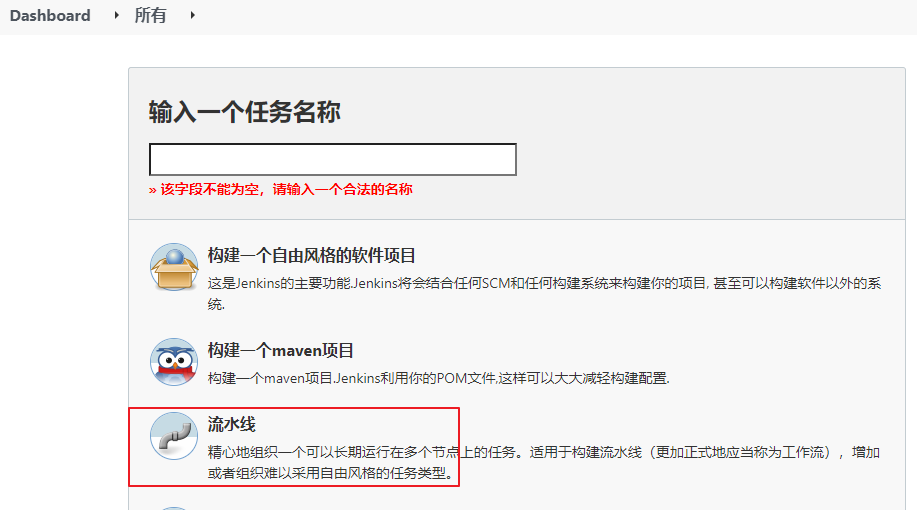 Dashboard 所有
输入一个任务名称
» 该字段不能为空，请输入一个合法的名称
构建一个自由风格的软件项目
这是Jenkins的主要功能.Jenkins将会结合任何SCM和任何构建系统来构建你的项目, 甚至可以构建软件以外的系
统.
构建一个maven项目
构建一个maven项目.Jenkins利用你的POM文件,这样可以大大减轻构建配置.
流水线
精心地组织一个可以长期运行在多个节点上的任务。适用于构建流水线（更加正式地应当称为工作流），增加
或者组织难以采用自由风格的任务类型。